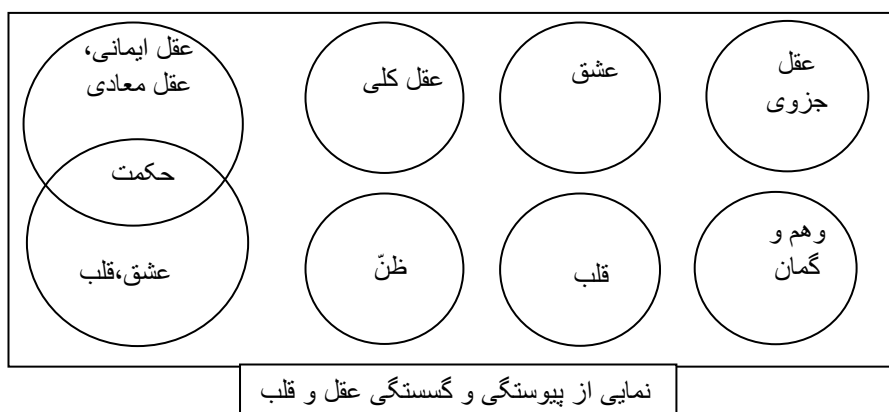 عقل
جزوی
عشق
عقل کلی
عقل ایمانی،
عقل معادی
حکمت
عشق،قلب
وهم و
گمان
قلب
ظنّ
نمایی از پیوستگی و گسستگی عقل و قلب